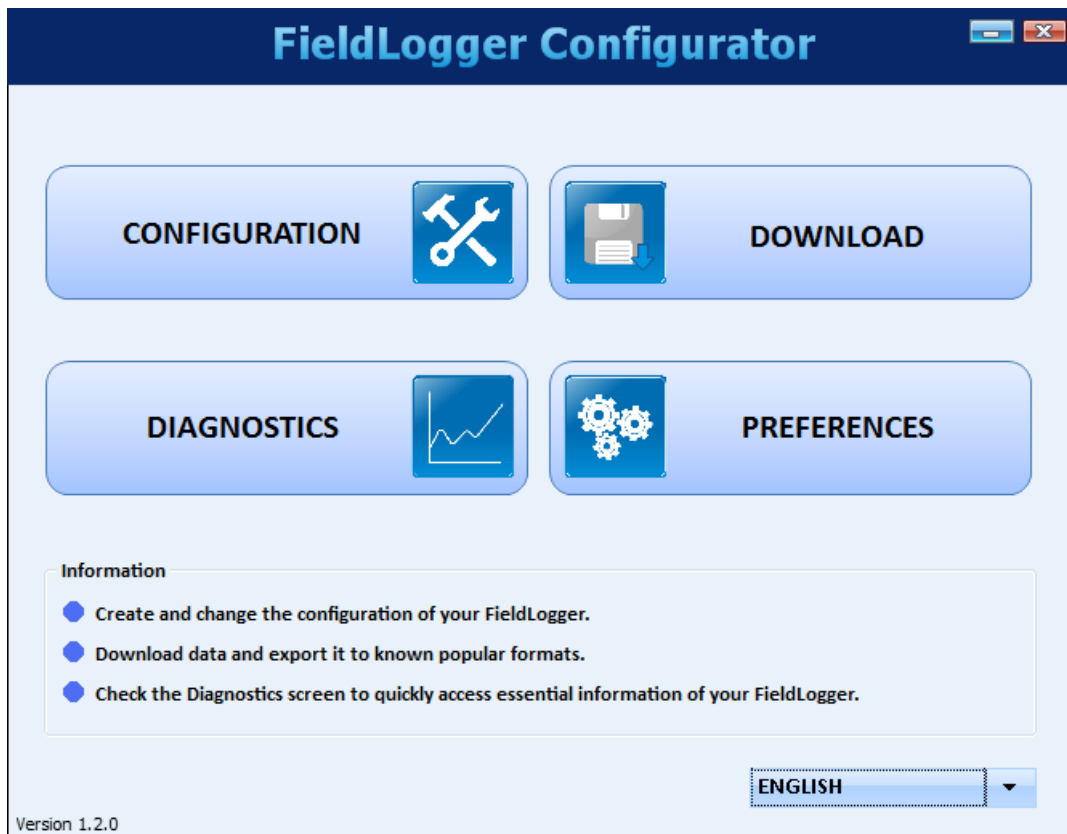 FieldLogger Configurator
CONFIGURATION
DOWNLOAD
DIAGNOSTICS
PREFERENCES
Information
Create and change the configuration of your FieldLogger.
Download data and export it to known popular formats.
Check the Diagnostics screen to quickly access essential information of your FieldLogger.
ENGLISH
Version 1.2.0